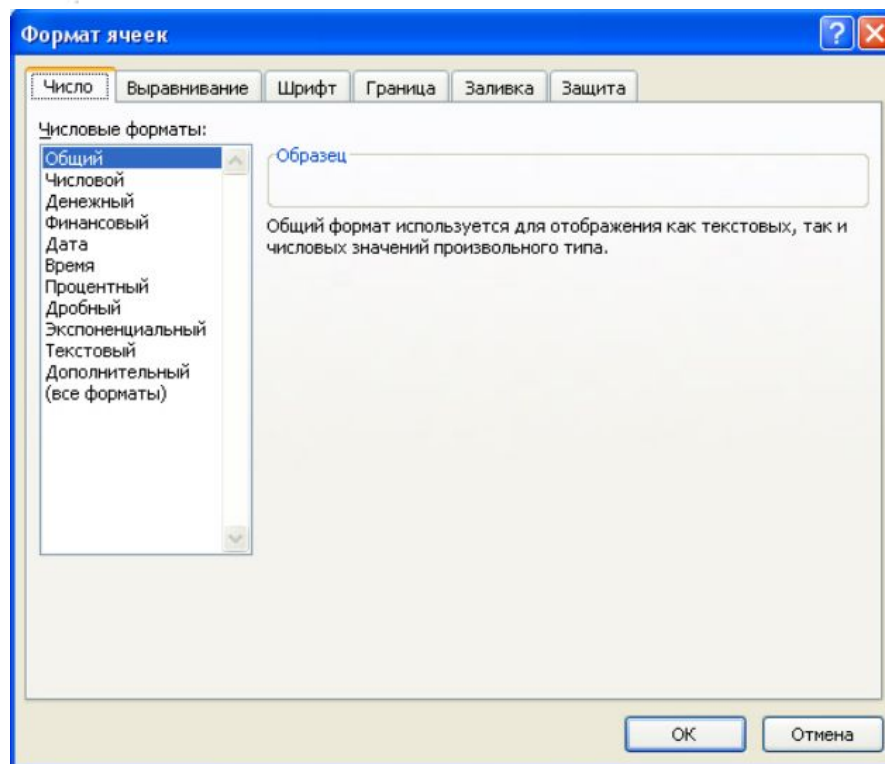 Формат ячеек
Число Выравнивание Шрифт Граница Заливка Защита
Числовые форматы:
Общий
Числовой
Денежный
Финансовый
Дата
Время
Процентный
Дробный
Экспоненциальный
Текстовый
Дополнительный
(все форматы)
Образец
Общий формат используется для отображения как текстовых, так и
числовых значений произвольного типа.
ОК Отмена